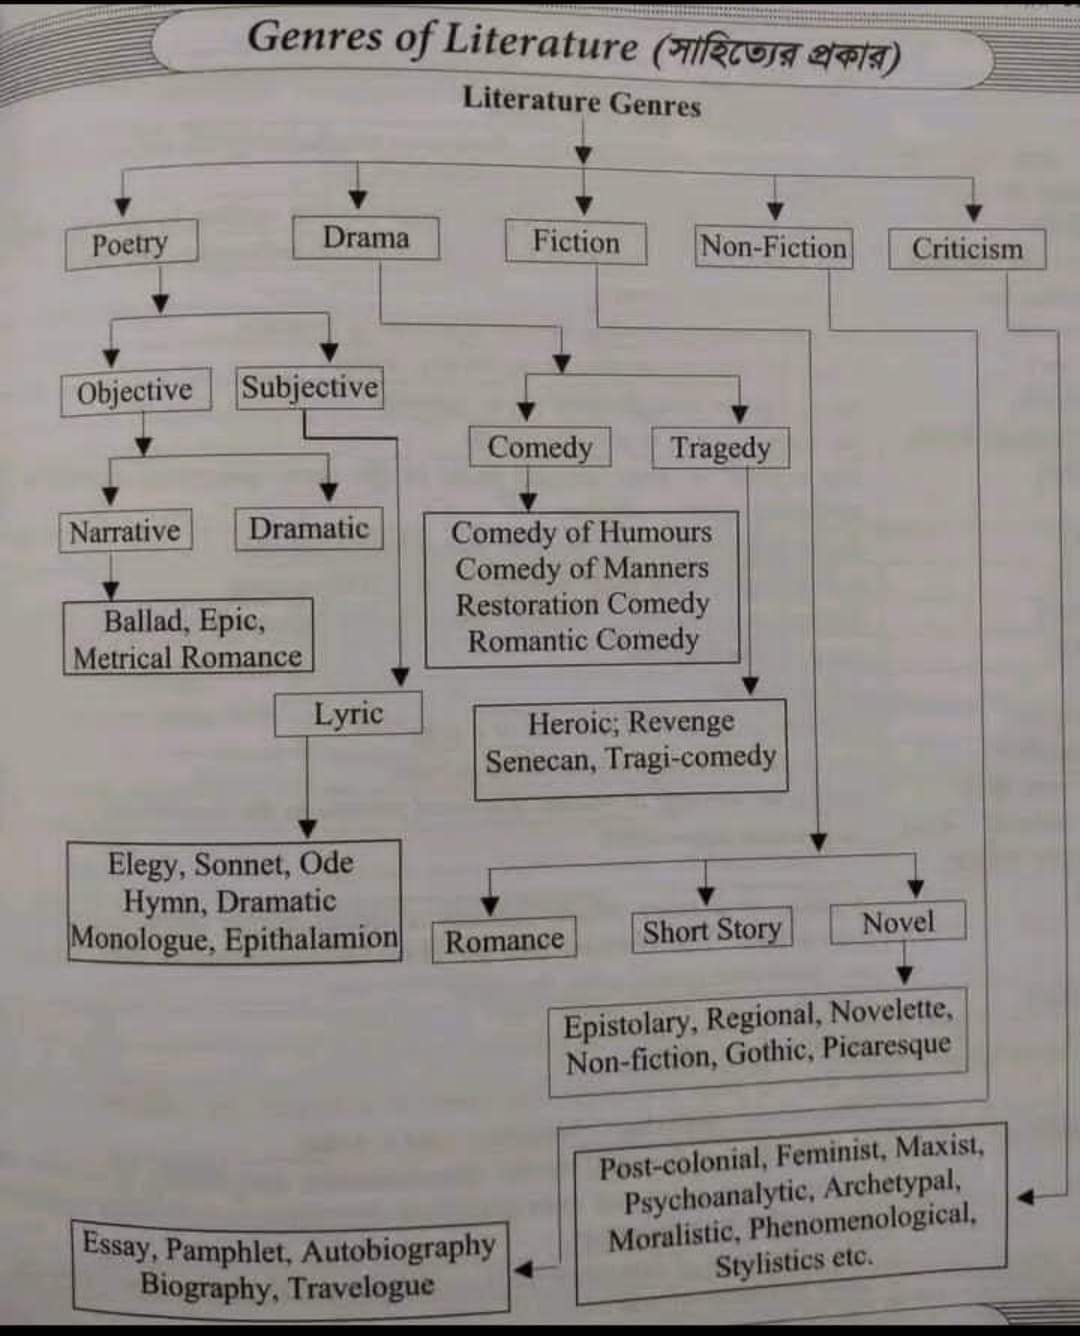 Genres of Literature (সাহিত্যের প্রকার)
Literature Genres
Poetry
Drama
Fiction
Non-Fiction
Criticism
Objective
Subjective
Comedy
Tragedy
Narrative
Dramatic
Comedy of Humours
Comedy of Manners
Restoration Comedy
Romantic Comedy
Ballad, Epic,
Metrical Romance
Lyric
Heroic; Revenge
Senecan, Tragi-comedy
Elegy, Sonnet, Ode
Hymn, Dramatic
Monologue, Epithalamion
Romance
Short Story
Novel
Epistolary, Regional, Novelette,
Non-fiction, Gothic, Picaresque
Post-colonial, Feminist, Maxist,
Psychoanalytic, Archetypal,
Moralistic, Phenomenological,
Stylistics etc.
Essay, Pamphlet, Autobiography
Biography, Travelogue